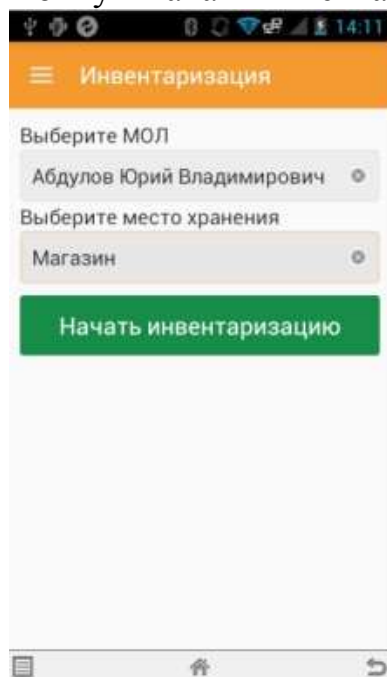 14:11
Инвентаризация
Выберите МОЛ
Абдулов Юрий Владимирович
Выберите место хранения
Магазин
Начать инвентаризацию